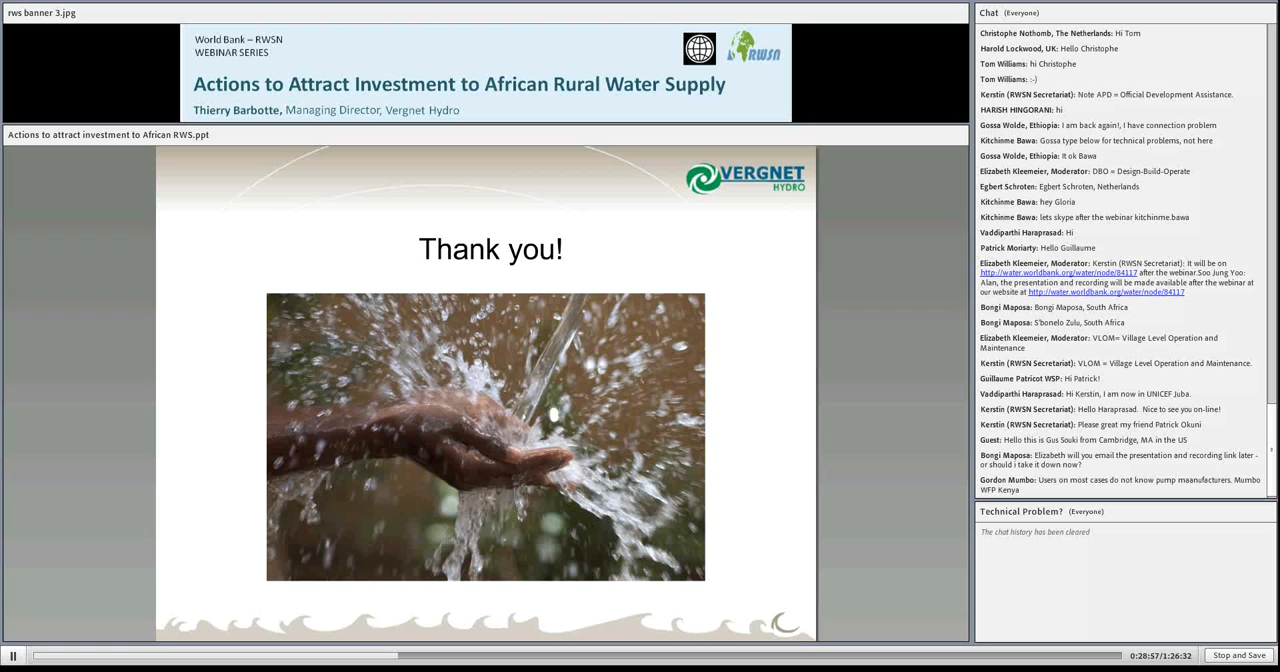 rws banner 3.jpg
World Bank – RWSN
WEBINAR SERIES
RWSN
Actions to Attract Investment to African Rural Water Supply
Thierry Barbotte, Managing Director, Vergnet Hydro
Actions to attract investment to African RWS.ppt
VERGNET
HYDRO
Thank you!
Chat (Everyone)
Christophe Nothomb, The Netherlands: Hi Tom
Harold Lockwood, UK: Hello Christophe
Tom Williams: hi Christophe
Tom Williams: :-)
Kerstin (RWSN Secretariat): Note APD = Official Development Assistance.
HARISH HINGORANI: hi
Gossa Wolde, Ethiopia: I am back again!, I have connection problem
Kitchinme Bawa: Gossa type below for technical problems, not here
Gossa Wolde, Ethiopia: It ok Bawa
Elizabeth Kleemeier, Moderator: DBO = Design-Build-Operate
Egbert Schroten: Egbert Schroten, Netherlands
Kitchinme Bawa: hey Gloria
Kitchinme Bawa: lets skype after the webinar kitchinme.bawa
Vaddiparthi Haraprasad: Hi
Patrick Moriarty: Hello Guillaume
Elizabeth Kleemeier, Moderator: Kerstin (RWSN Secretariat): It will be on
http://water.worldbank.org/water/node/84117 after the webinar.Soo Jung Yoo:
Alan, the presentation and recording will be made available after the webinar at
our website at http://water.worldbank.org/water/node/84117
Bongi Maposa: Bongi Maposa, South Africa
Bongi Maposa: S'bonelo Zulu, South Africa
Elizabeth Kleemeier, Moderator: VLOM= Village Level Operation and
Maintenance
Kerstin (RWSN Secretariat): VLOM = Village Level Operation and Maintenance.
Guillaume Patricot WSP: Hi Patrick!
Vaddiparthi Haraprasad: Hi Kerstin, I am now in UNICEF Juba.
Kerstin (RWSN Secretariat): Hello Haraprasad. Nice to see you on-line!
Kerstin (RWSN Secretariat): Please great my friend Patrick Okuni
Guest: Hello this is Gus Souki from Cambridge, MA in the US
Bongi Maposa: Elizabeth will you email the presentation and recording link later -
or should i take it down now?
Gordon Mumbo: Users on most cases do not know pump maanufacturers. Mumbo
WFP Kenya
Technical Problem? (Everyone)
The chat history has been cleared
0:28:57/1:26:32
Stop and Save